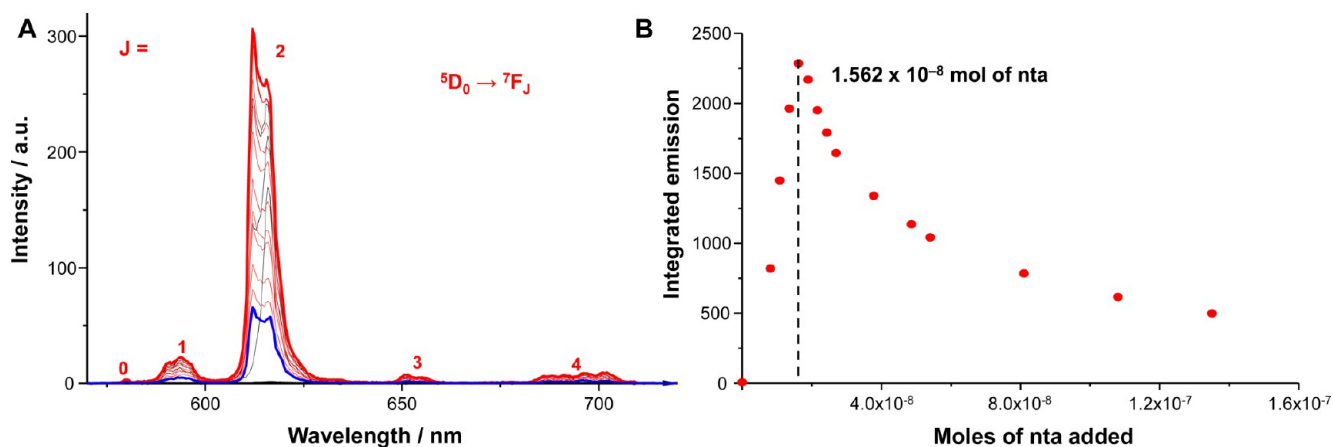 A
J =
2
⁵D₀ → ⁷F_J
0
1
3
4
300
200
100
0
Intensity / a.u.
600
650
700
Wavelength / nm
B
1.562 x 10⁻⁸ mol of nta
2500
2000
1500
1000
500
0
Integrated emission
4.0x10⁻⁸
8.0x10⁻⁸
1.2x10⁻⁷
1.6x10⁻⁷
Moles of nta added